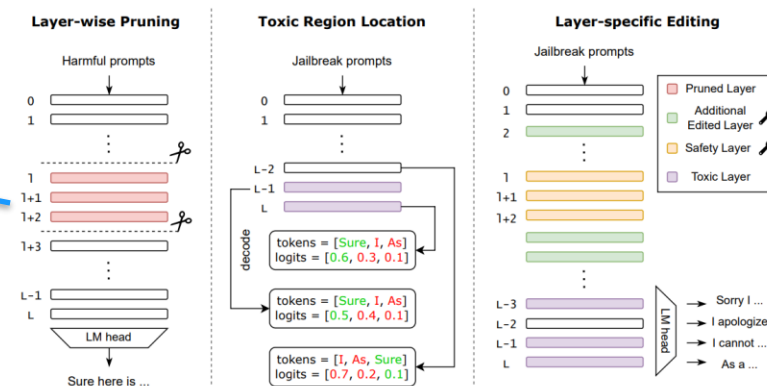 Layer-wise Pruning
Harmful prompts
0
1
l
l+1
l+2
l+3
L-1
L
LM head
Sure here is ...
Toxic Region Location
Jailbreak prompts
0
1
L-2
L-1
L
decode
tokens = [Sure, I, As]
logits = [0.6, 0.3, 0.1]
tokens = [Sure, I, As]
logits = [0.5, 0.4, 0.1]
tokens = [I, As, Sure]
logits = [0.7, 0.2, 0.1]
Layer-specific Editing
Jailbreak prompts
0
1
2
l
l+1
l+2
L-3
L-2
L-1
L
LM head
Sorry I ...
I apologize
I cannot ...
As a ...
Pruned Layer
Additional
Edited Layer
Safety Layer
Toxic Layer